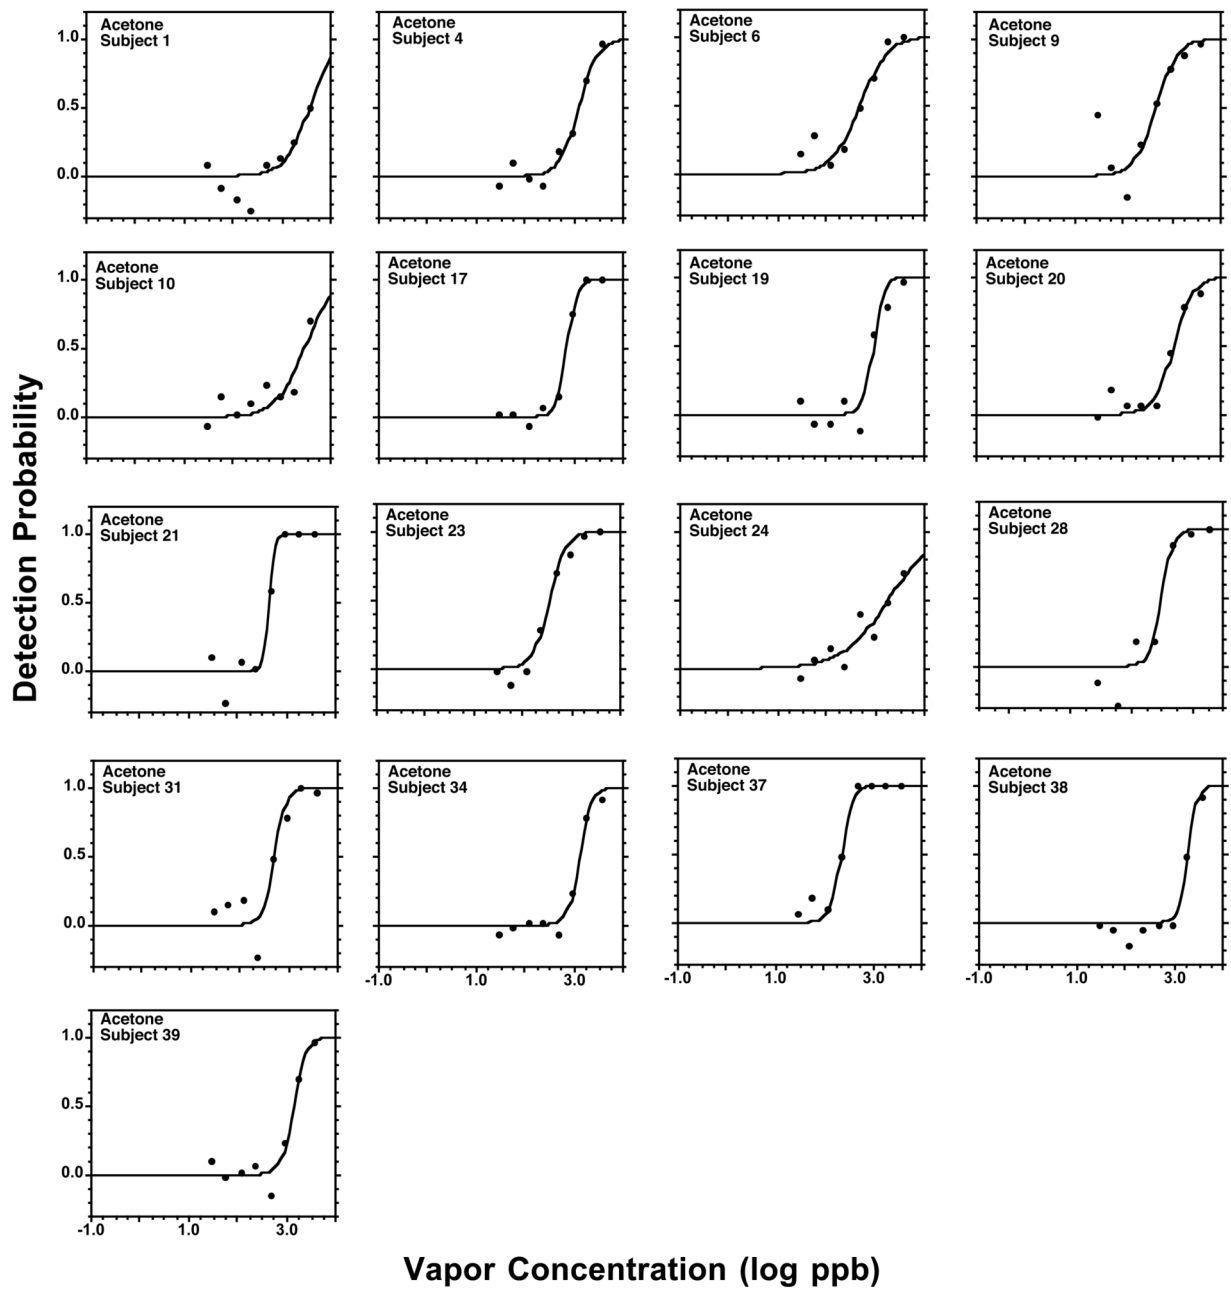 Acetone
Subject 1
1.0
0.5
0.0
Acetone
Subject 4
Acetone
Subject 6
Acetone
Subject 9
Acetone
Subject 10
1.0
0.5
0.0
Acetone
Subject 17
Acetone
Subject 19
Acetone
Subject 20
Acetone
Subject 21
1.0
0.5
0.0
Acetone
Subject 23
Acetone
Subject 24
Acetone
Subject 28
Acetone
Subject 31
1.0
0.5
0.0
Acetone
Subject 34
-1.0 1.0 3.0
Acetone
Subject 37
-1.0 1.0 3.0
Acetone
Subject 38
-1.0 1.0 3.0
Acetone
Subject 39
1.0
0.5
0.0
-1.0 1.0 3.0
Detection Probability
Vapor Concentration (log ppb)